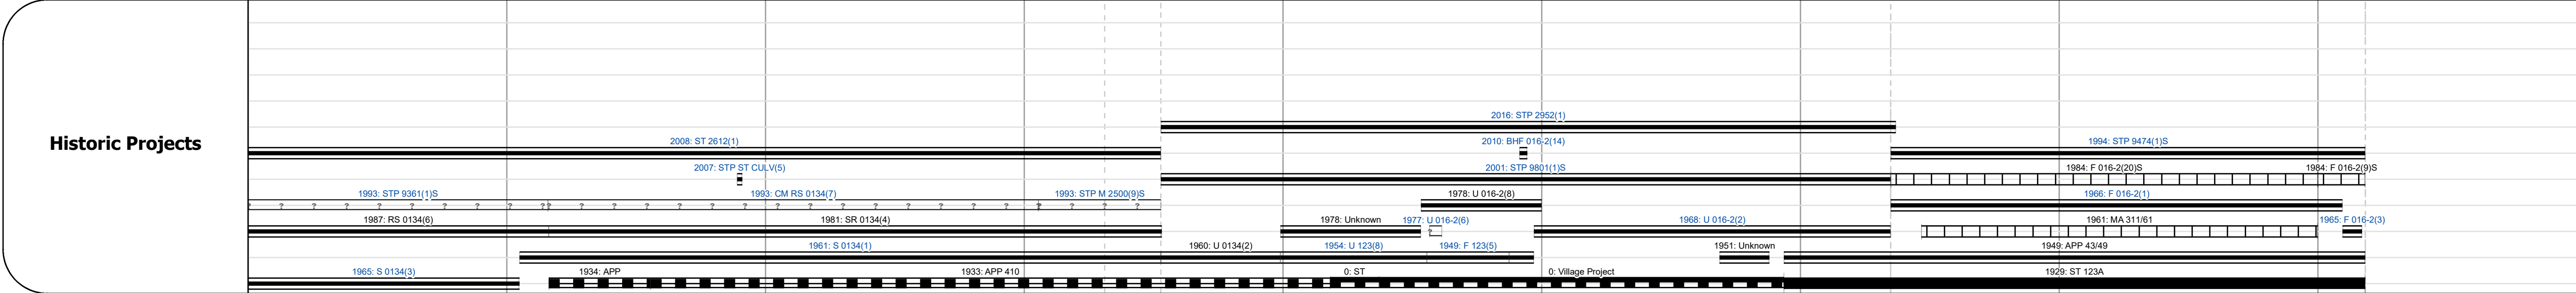 Historic Projects
2016: STP 2952(1)
2008: ST 2612(1)
2010: BHF 016-2(14)
1994: STP 9474(1)S
2007: STP ST CULV(5)
2001: STP 9801(1)S
1984: F 016-2(20)S
1984: F 016-2(9)S
1993: STP 9361(1)S
1993: CM RS 0134(7)
1993: STP M 2500(9)S
1978: U 016-2(8)
1966: F 016-2(1)
1987: RS 0134(6)
1981: SR 0134(4)
1978: Unknown
1977: U 016-2(6)
1968: U 016-2(2)
1961: MA 311/61
1965: F 016-2(3)
1961: S 0134(1)
1960: U 0134(2)
1954: U 123(8)
1949: F 123(5)
1951: Unknown
1949: APP 43/49
1965: S 0134(3)
1934: APP
1933: APP 410
0: ST
0: Village Project
1929: ST 123A